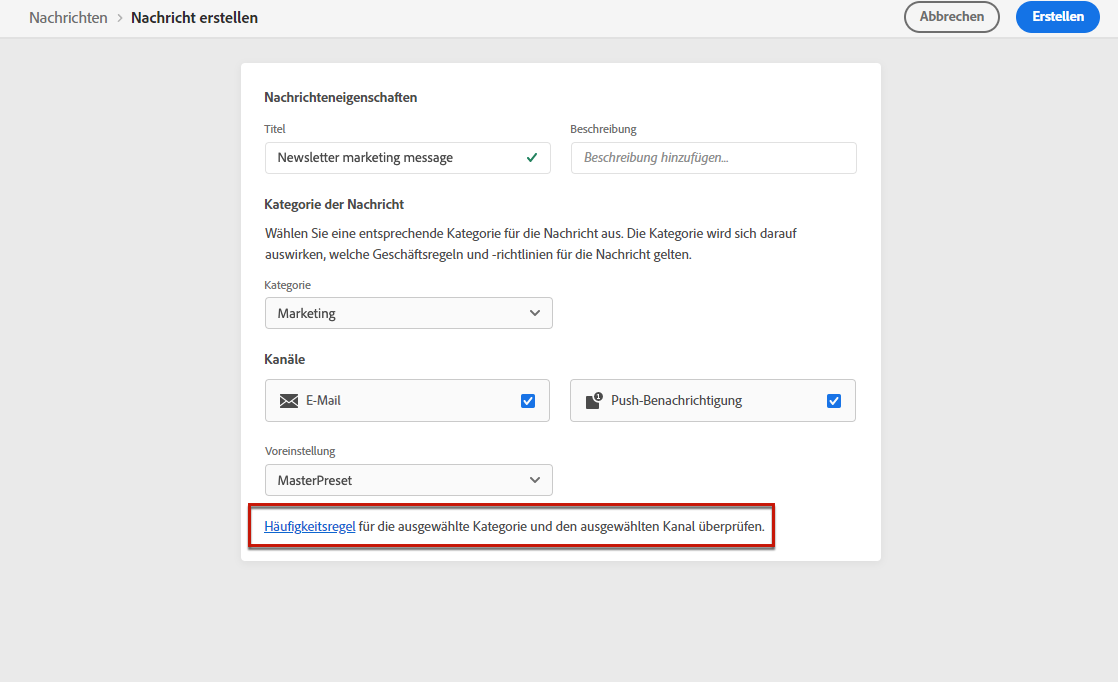 Nachrichten > Nachricht erstellen
Abbrechen
Erstellen
Nachrichteneigenschaften
Titel
Beschreibung
Newsletter marketing message
Beschreibung hinzufügen...
Kategorie der Nachricht
Wählen Sie eine entsprechende Kategorie für die Nachricht aus. Die Kategorie wird sich darauf
auswirken, welche Geschäftsregeln und -richtlinien für die Nachricht gelten.
Kategorie
Marketing
Kanäle
E-Mail
1
Push-Benachrichtigung
Voreinstellung
MasterPreset
Häufigkeitsregel für die ausgewählte Kategorie und den ausgewählten Kanal überprüfen.